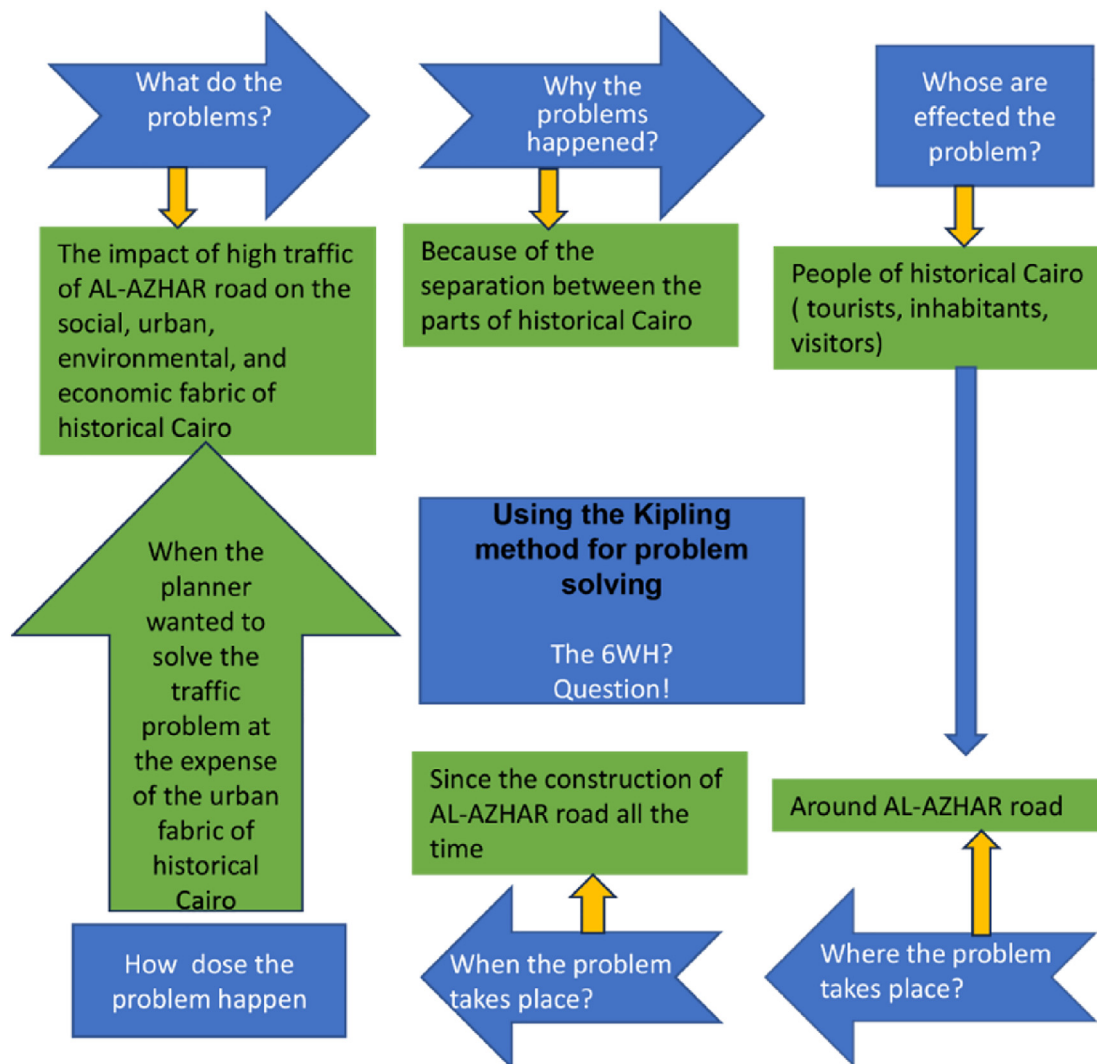 What do the
problems?
The impact of high traffic
of AL-AZHAR road on the
social, urban,
environmental, and
economic fabric of
historical Cairo
Why the
problems
happened?
Because of the
separation between the
parts of historical Cairo
Whose are
effected the
problem?
People of historical Cairo
( tourists, inhabitants,
visitors)
Using the Kipling
method for problem
solving
The 6WH?
Question!
Around AL-AZHAR road
Where the problem
takes place?
Since the construction of
AL-AZHAR road all the
time
When the problem
takes place?
When the
planner
wanted to
solve the
traffic
problem at
the expense
of the urban
fabric of
historical
Cairo
How dose the
problem happen